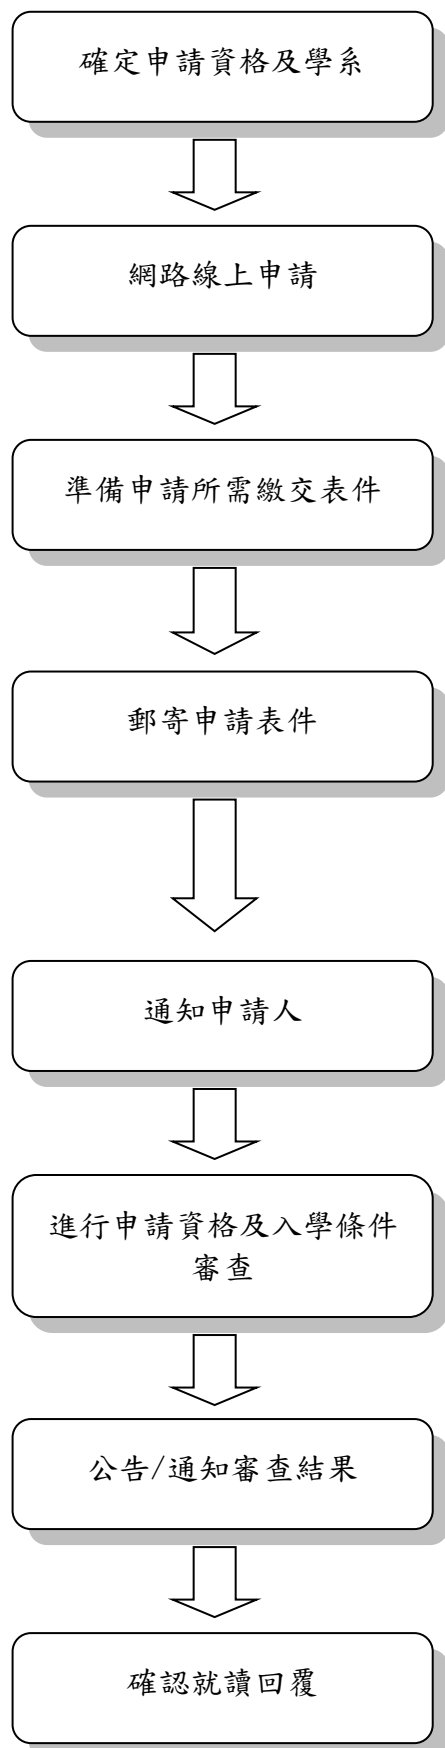 確定申請資格及學系
網路線上申請
準備申請所需繳交表件
郵寄申請表件
通知申請人
進行申請資格及入學條件
審查
公告/通知審查結果
確認就讀回覆